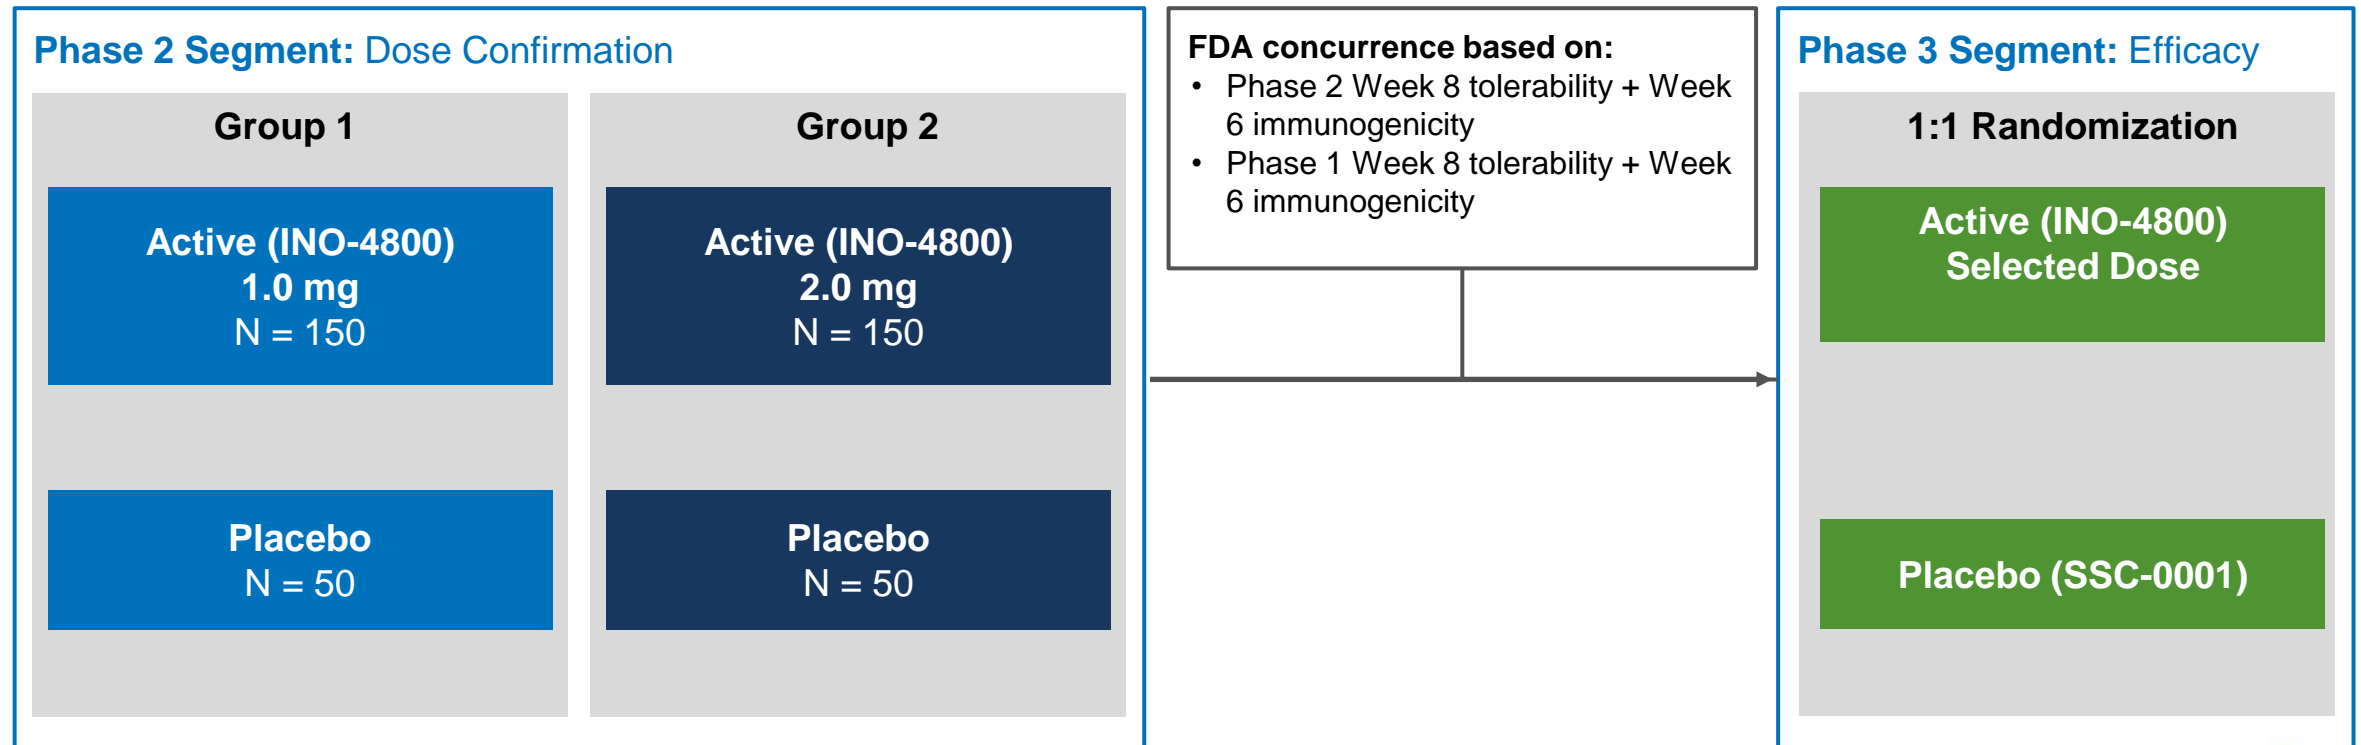 Phase 2 Segment: Dose Confirmation
Group 1
Active (INO-4800)
1.0 mg
N = 150
Placebo
N = 50
Group 2
Active (INO-4800)
2.0 mg
N = 150
Placebo
N = 50
FDA concurrence based on:
• Phase 2 Week 8 tolerability + Week
6 immunogenicity
• Phase 1 Week 8 tolerability + Week
6 immunogenicity
Phase 3 Segment: Efficacy
1:1 Randomization
Active (INO-4800)
Selected Dose
Placebo (SSC-0001)